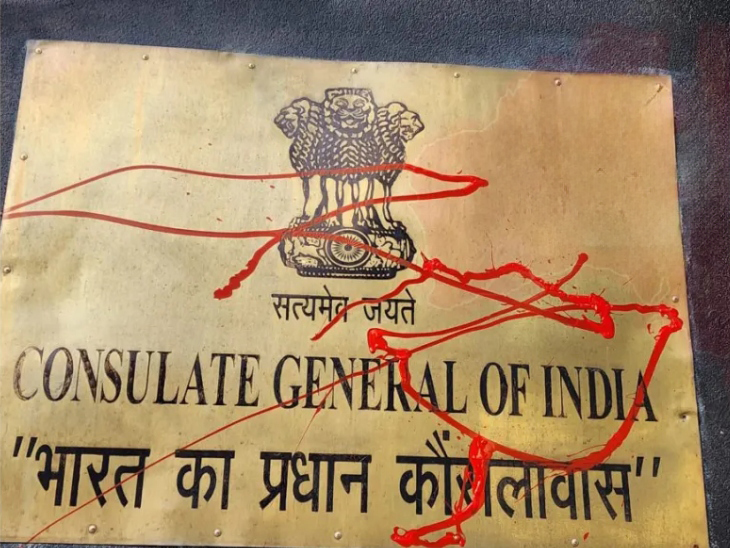 सत्यमेव जयते
CONSULATE GENERAL OF INDIA
"भारत का प्रधान कौंसलावास"